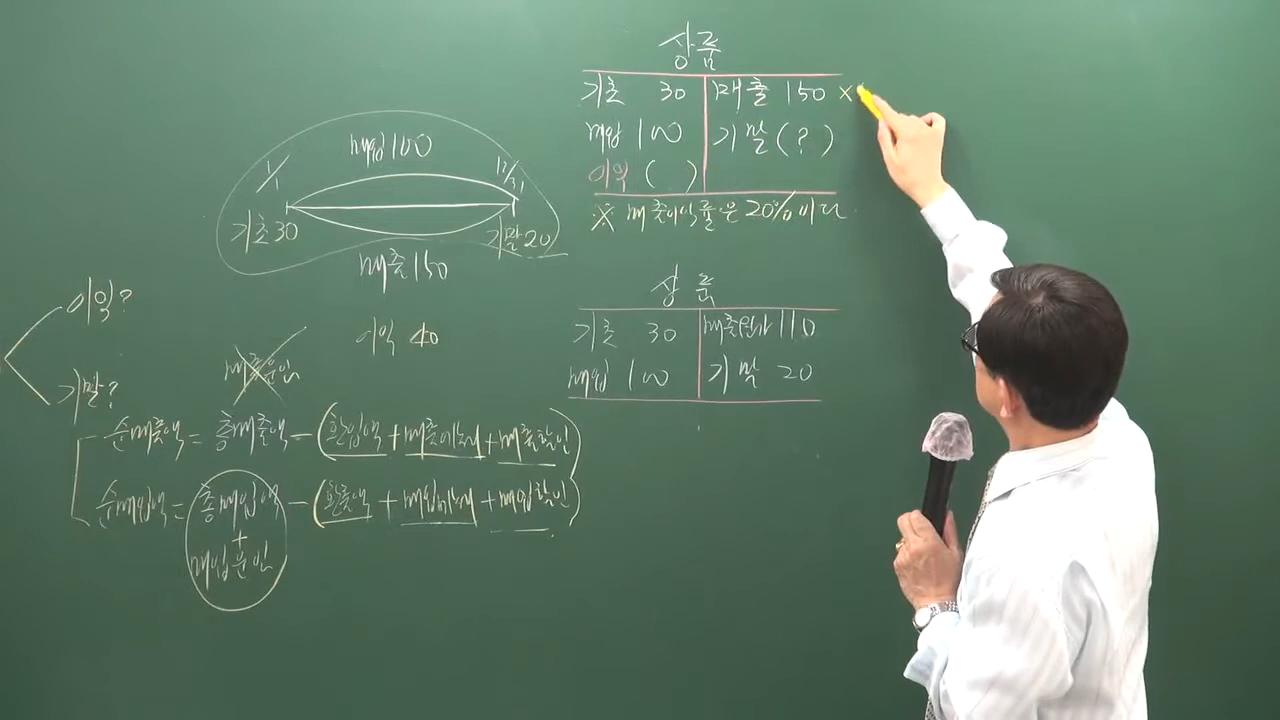 상품
기초 30 매출 150 ×
매입 100 기말 (?)
이익 ( )
※ 매출이익률은 20%이다.
매입 100
1/1 12/31
기초 30 기말 20
매출 150
이익?
기말?
이익 40
매출운임
상품
기초 30 매출원가 110
매입 100 기말 20
순매출액 = 총매출액 - (환입액 + 매출에누리 + 매출할인)
순매입액 = 총매입액 - (환출액 + 매입에누리 + 매입할인)
+
매입운임